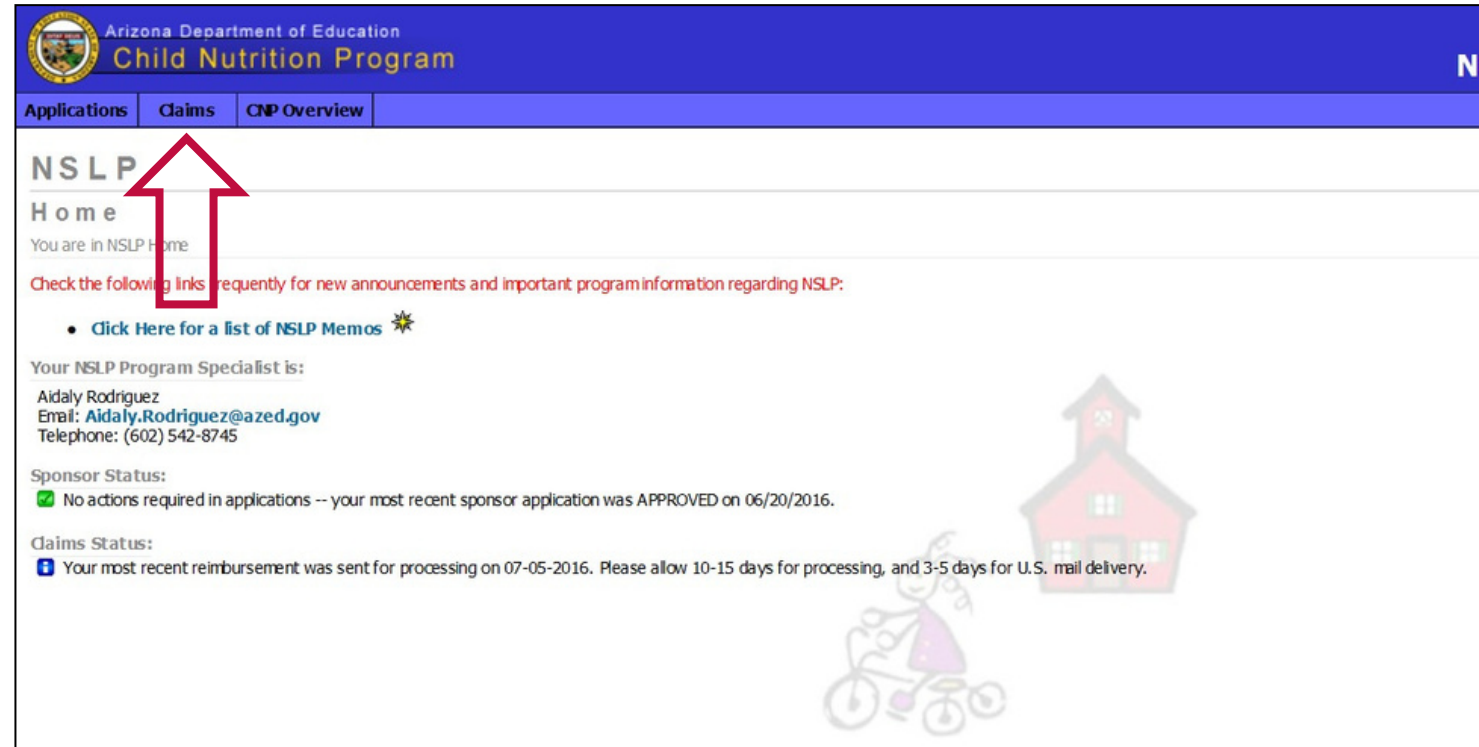 Arizona Department of Education
Child Nutrition Program
N
Applications Claims CNP Overview
NSLP
Home
You are in NSLP Home
Check the following links frequently for new announcements and important program information regarding NSLP:
• Click Here for a list of NSLP Memos
Your NSLP Program Specialist is:
Aidaly Rodriguez
Email: Aidaly.Rodriguez@azed.gov
Telephone: (602) 542-8745
Sponsor Status:
No actions required in applications -- your most recent sponsor application was APPROVED on 06/20/2016.
Claims Status:
Your most recent reimbursement was sent for processing on 07-05-2016. Please allow 10-15 days for processing, and 3-5 days for U.S. mail delivery.